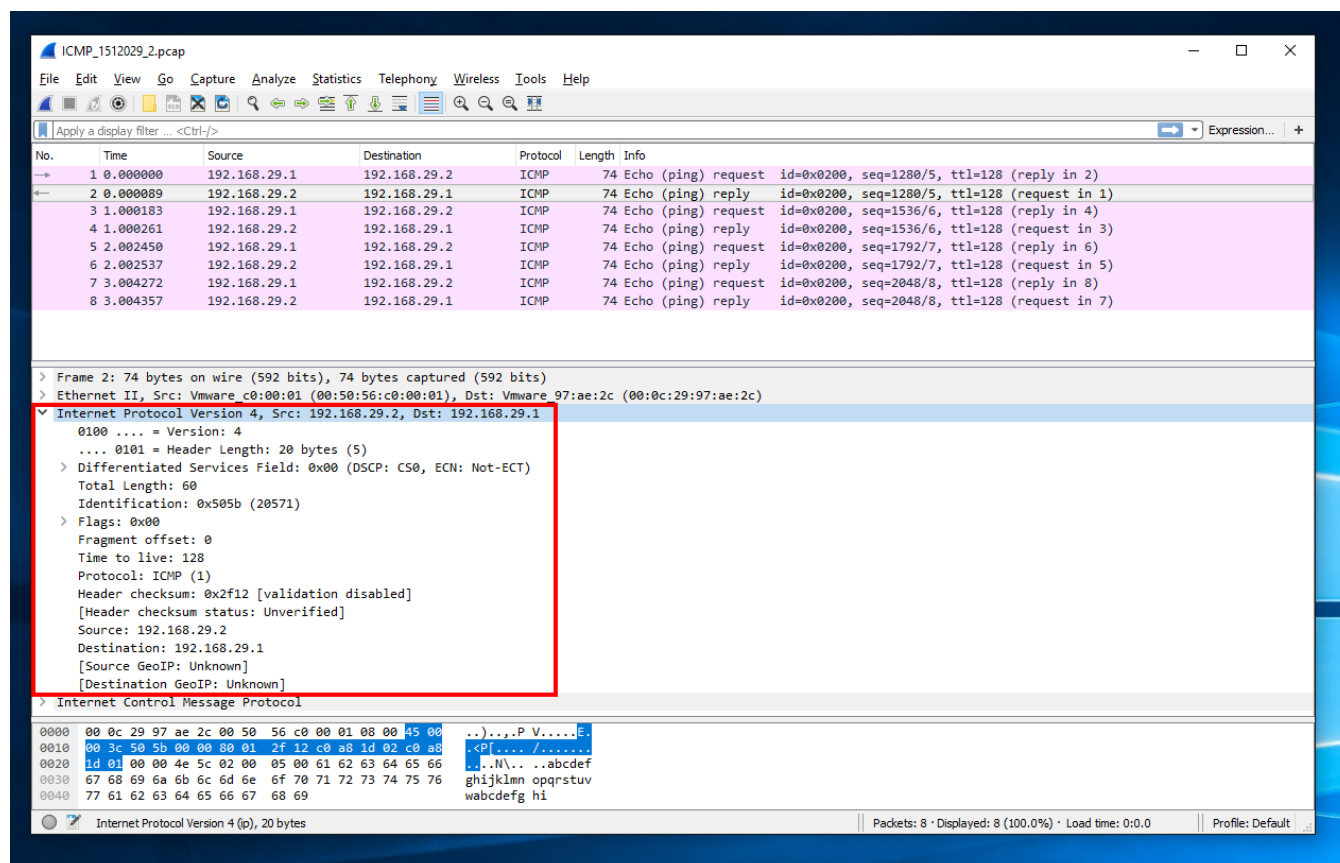 ICMP_1512029_2.pcap
File Edit View Go Capture Analyze Statistics Telephony Wireless Tools Help
Apply a display filter ... <Ctrl-/> Expression... +
No. Time Source Destination Protocol Length Info
1 0.000000 192.168.29.1 192.168.29.2 ICMP 74 Echo (ping) request id=0x0200, seq=1280/5, ttl=128 (reply in 2)
2 0.000089 192.168.29.2 192.168.29.1 ICMP 74 Echo (ping) reply id=0x0200, seq=1280/5, ttl=128 (request in 1)
3 1.000183 192.168.29.1 192.168.29.2 ICMP 74 Echo (ping) request id=0x0200, seq=1536/6, ttl=128 (reply in 4)
4 1.000261 192.168.29.2 192.168.29.1 ICMP 74 Echo (ping) reply id=0x0200, seq=1536/6, ttl=128 (request in 3)
5 2.002450 192.168.29.1 192.168.29.2 ICMP 74 Echo (ping) request id=0x0200, seq=1792/7, ttl=128 (reply in 6)
6 2.002537 192.168.29.2 192.168.29.1 ICMP 74 Echo (ping) reply id=0x0200, seq=1792/7, ttl=128 (request in 5)
7 3.004272 192.168.29.1 192.168.29.2 ICMP 74 Echo (ping) request id=0x0200, seq=2048/8, ttl=128 (reply in 8)
8 3.004357 192.168.29.2 192.168.29.1 ICMP 74 Echo (ping) reply id=0x0200, seq=2048/8, ttl=128 (request in 7)
Frame 2: 74 bytes on wire (592 bits), 74 bytes captured (592 bits)
Ethernet II, Src: Vmware_c0:00:01 (00:50:56:c0:00:01), Dst: Vmware_97:ae:2c (00:0c:29:97:ae:2c)
Internet Protocol Version 4, Src: 192.168.29.2, Dst: 192.168.29.1
0100 .... = Version: 4
.... 0101 = Header Length: 20 bytes (5)
Differentiated Services Field: 0x00 (DSCP: CS0, ECN: Not-ECT)
Total Length: 60
Identification: 0x505b (20571)
Flags: 0x00
Fragment offset: 0
Time to live: 128
Protocol: ICMP (1)
Header checksum: 0x2f12 [validation disabled]
[Header checksum status: Unverified]
Source: 192.168.29.2
Destination: 192.168.29.1
[Source GeoIP: Unknown]
[Destination GeoIP: Unknown]
Internet Control Message Protocol
0000 00 0c 29 97 ae 2c 00 50 56 c0 00 01 08 00 45 00 ..)..,.P V.....E.
0010 00 3c 50 5b 00 00 80 01 2f 12 c0 a8 1d 02 c0 a8 .<P[.... /.......
0020 1d 01 00 00 4e 5c 02 00 05 00 61 62 63 64 65 66 ....N\.. ..abcdef
0030 67 68 69 6a 6b 6c 6d 6e 6f 70 71 72 73 74 75 76 ghijklmn opqrstuv
0040 77 61 62 63 64 65 66 67 68 69 wabcdefg hi
Internet Protocol Version 4 (ip), 20 bytes Packets: 8 · Displayed: 8 (100.0%) · Load time: 0:0.0 Profile: Default